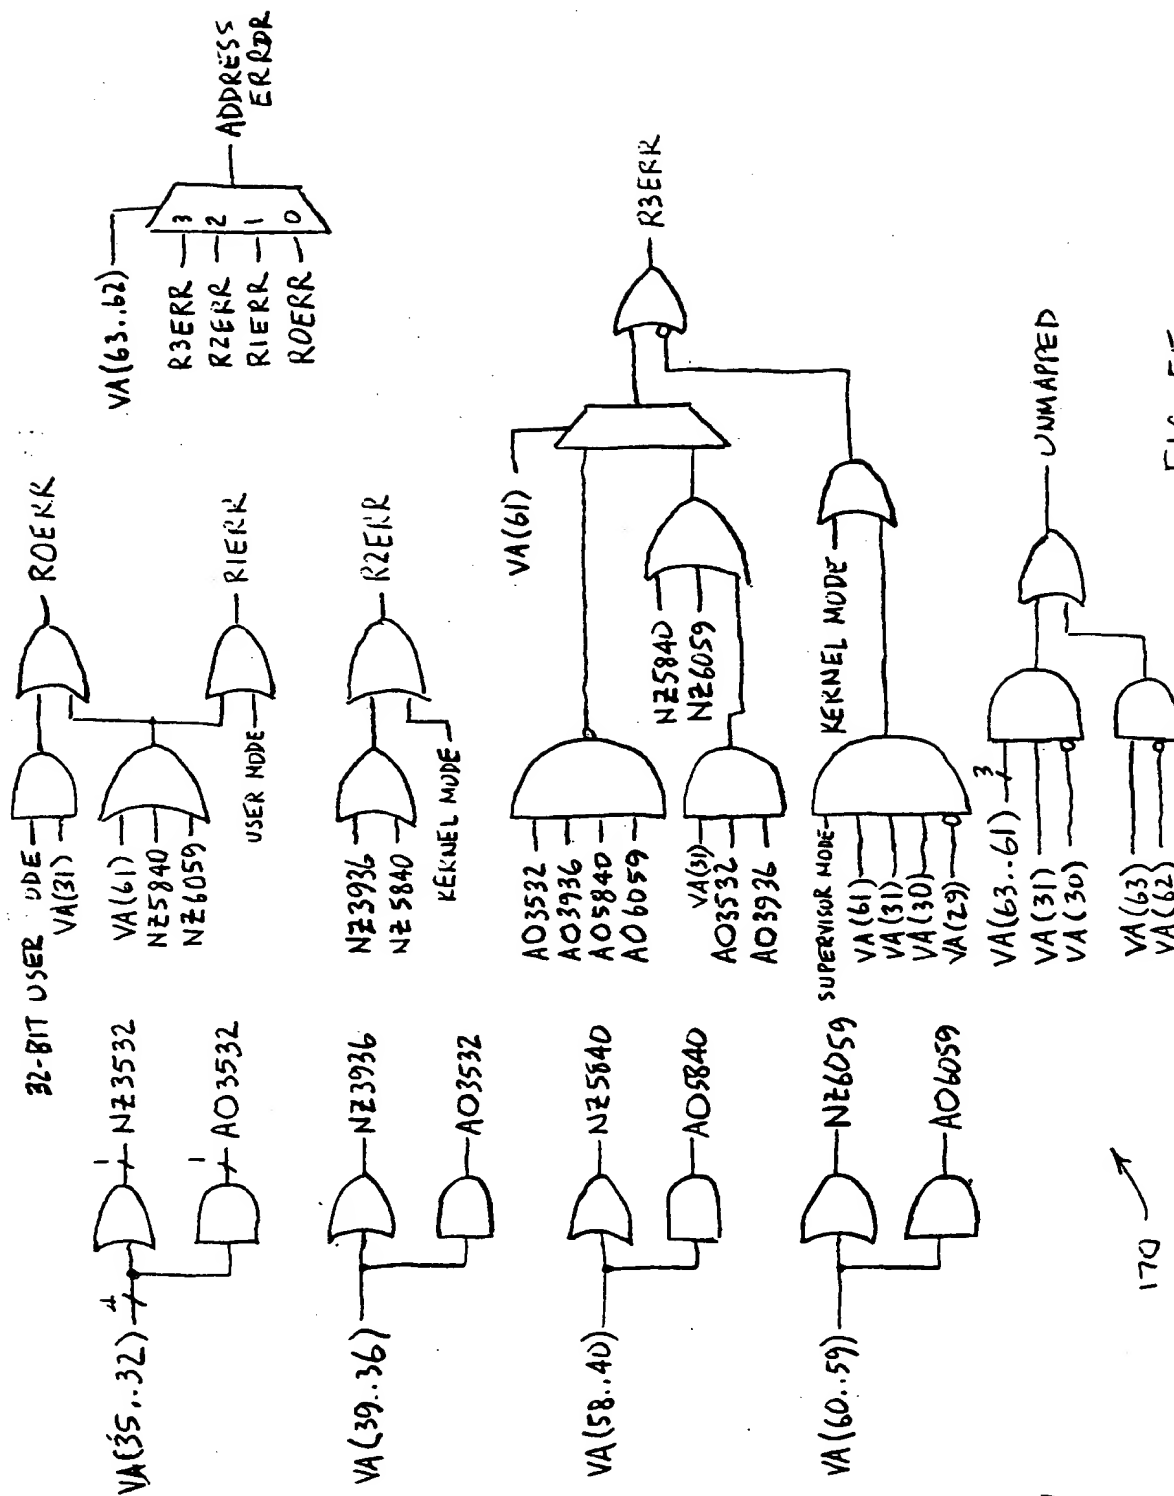 VA(35..32)
4
1
NZ3532
1
AO3532
VA(39..36)
NZ3936
AO3532
VA(58..40)
NZ5840
AO5840
VA(60..59)
NZ6059
AO6059
170
32-BIT USER
UDE
VA(31)
R0ERR
VA(61)
NZ5840
NZ6059
USER MODE
R1ERR
NZ3936
NZ5840
KERNEL MODE
R2ERR
AO3532
AO3936
AO5840
AO6059
VA(31)
AO3532
AO3936
NZ5840
NZ6059
VA(61)
R3ERR
SUPERVISOR MODE
VA(61)
VA(31)
VA(30)
VA(29)
KERNEL MODE
VA(63..61)
3
VA(31)
VA(30)
VA(63)
VA(62)
UNMAPPED
VA(63..62)
R3ERR 3
R2ERR 2
R1ERR 1
R0ERR 0
ADDRESS
ERROR